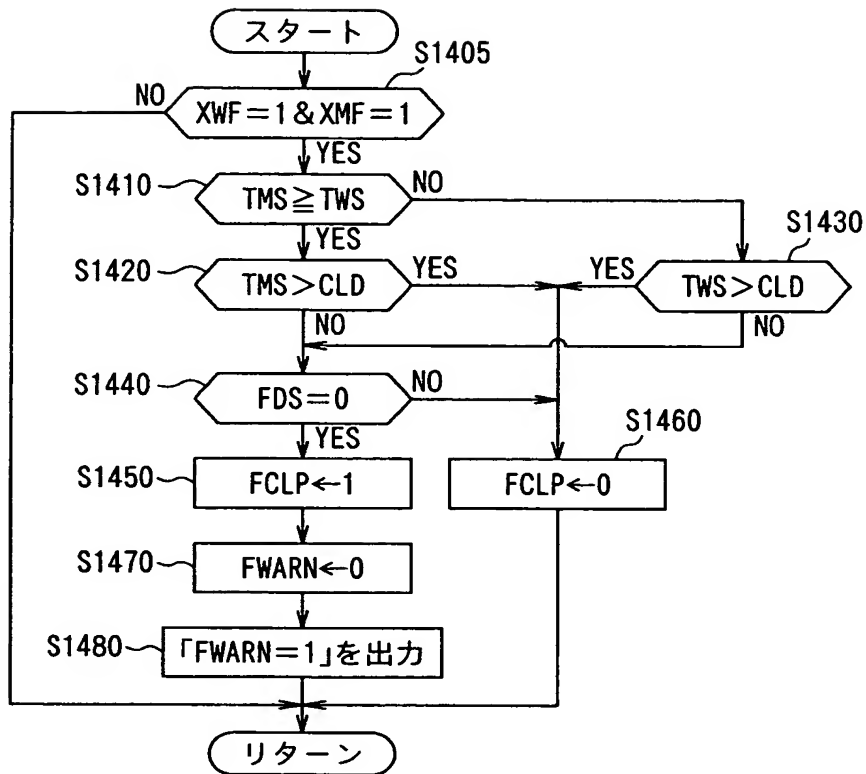 スタート
S1405
NO
XWF=1&XMF=1
YES
S1410
TMS≧TWS
NO
YES
S1430
S1420
TMS>CLD
YES
YES
TWS>CLD
NO
NO
S1440
FDS=0
NO
YES
S1460
S1450
FCLP←1
FCLP←0
S1470
FWARN←0
S1480
「FWARN=1」を出力
リターン